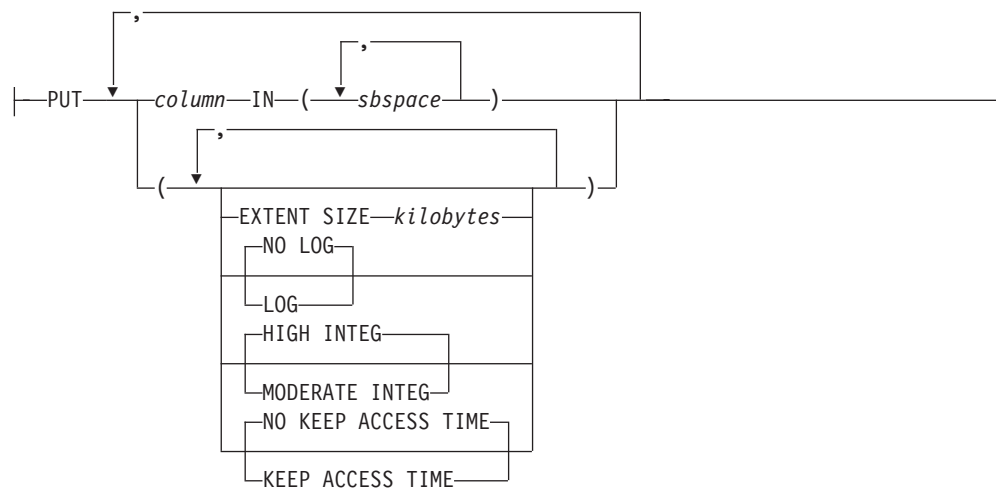 ,
,
PUT column IN ( sbspace )
,
( )
EXTENT SIZE kilobytes
NO LOG
LOG
HIGH INTEG
MODERATE INTEG
NO KEEP ACCESS TIME
KEEP ACCESS TIME